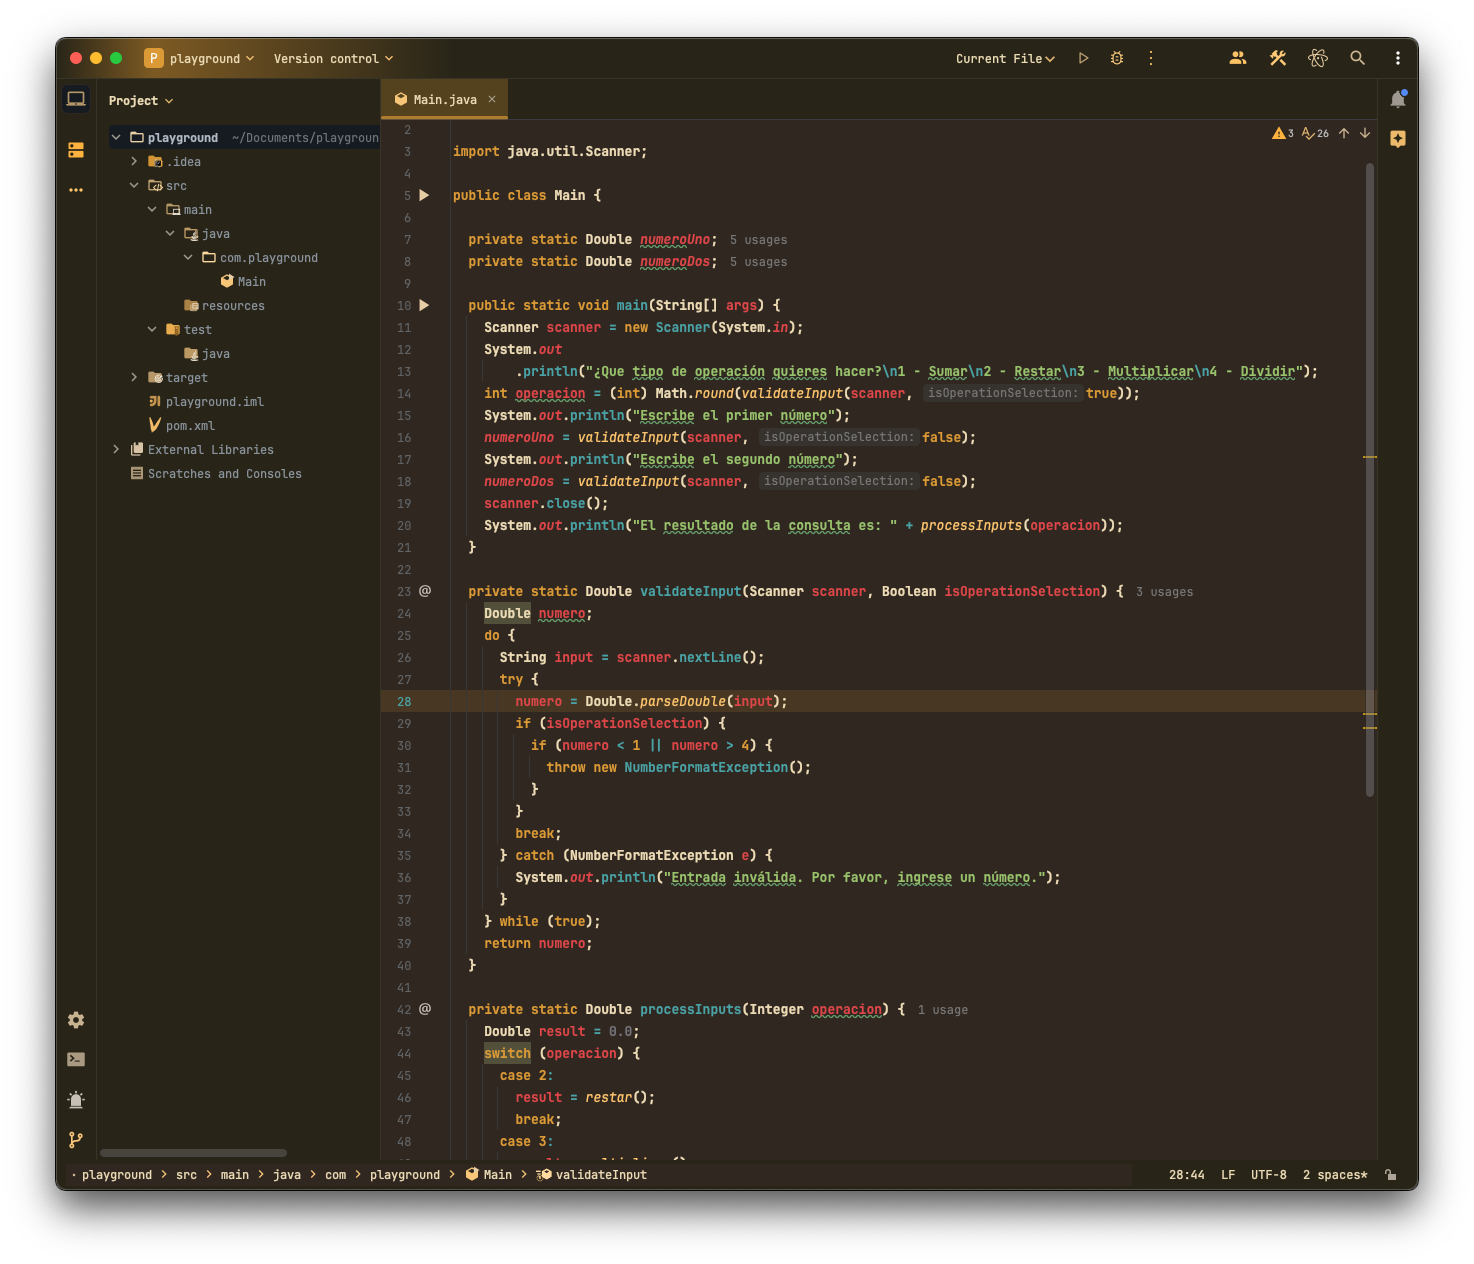 P playground Version control Current File
Project
Main.java
playground ~/Documents/playgroun
.idea
src
main
java
com.playground
Main
resources
test
java
target
playground.iml
pom.xml
External Libraries
Scratches and Consoles
3 26
2
3 import java.util.Scanner;
4
5 public class Main {
6
7 private static Double numeroUno; 5 usages
8 private static Double numeroDos; 5 usages
9
10 public static void main(String[] args) {
11 Scanner scanner = new Scanner(System.in);
12 System.out
13 .println("¿Que tipo de operación quieres hacer?\n1 - Sumar\n2 - Restar\n3 - Multiplicar\n4 - Dividir");
14 int operacion = (int) Math.round(validateInput(scanner, isOperationSelection: true));
15 System.out.println("Escribe el primer número");
16 numeroUno = validateInput(scanner, isOperationSelection: false);
17 System.out.println("Escribe el segundo número");
18 numeroDos = validateInput(scanner, isOperationSelection: false);
19 scanner.close();
20 System.out.println("El resultado de la consulta es: " + processInputs(operacion));
21 }
22
23 @ private static Double validateInput(Scanner scanner, Boolean isOperationSelection) { 3 usages
24 Double numero;
25 do {
26 String input = scanner.nextLine();
27 try {
28 numero = Double.parseDouble(input);
29 if (isOperationSelection) {
30 if (numero < 1 || numero > 4) {
31 throw new NumberFormatException();
32 }
33 }
34 break;
35 } catch (NumberFormatException e) {
36 System.out.println("Entrada inválida. Por favor, ingrese un número.");
37 }
38 } while (true);
39 return numero;
40 }
41
42 @ private static Double processInputs(Integer operacion) { 1 usage
43 Double result = 0.0;
44 switch (operacion) {
45 case 2:
46 result = restar();
47 break;
48 case 3:
playground > src > main > java > com > playground > Main > validateInput 28:44 LF UTF-8 2 spaces*